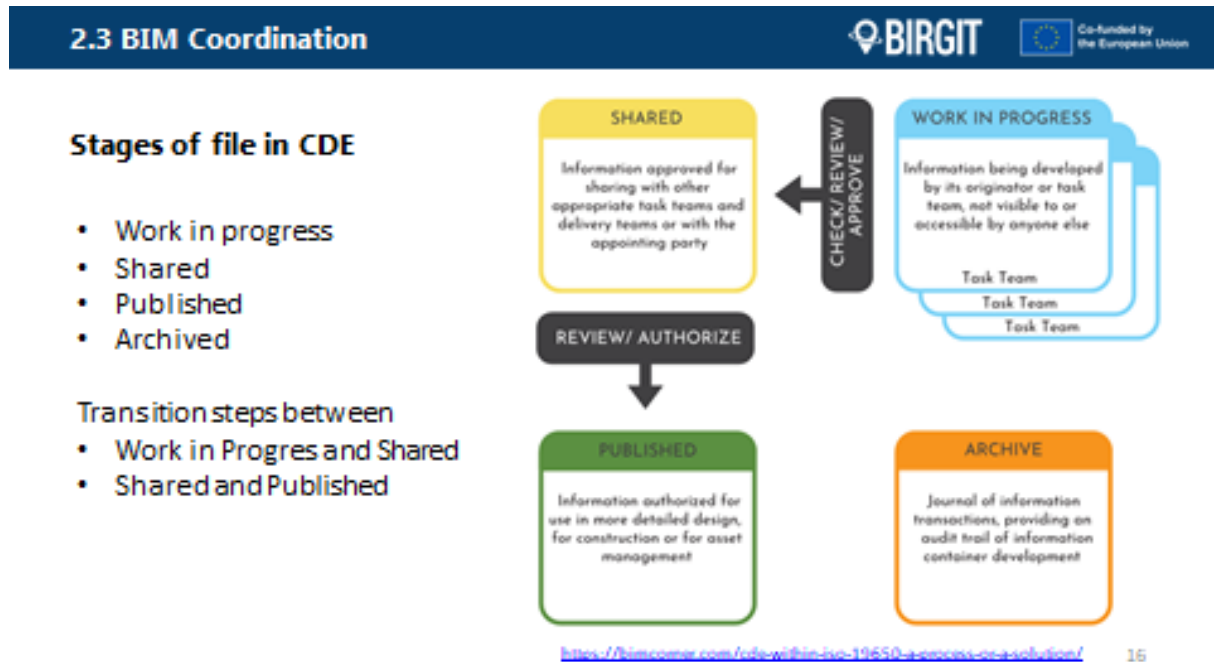 2.3 BIM Coordination
BIRGIT
Co-funded by
the European Union
Stages of file in CDE
• Work in progress
• Shared
• Published
• Archived
Transition steps between
• Work in Progres and Shared
• Shared and Published
SHARED
Information approved for
sharing with other
appropriate task teams and
delivery teams or with the
appointing party
CHECK/ REVIEW/
APPROVE
WORK IN PROGRESS
Information being developed
by its originator or task
team, not visible to or
accessible by anyone else
Task Team
Task Team
Task Team
REVIEW/ AUTHORIZE
PUBLISHED
Information authorized for
use in more detailed design,
for construction or for asset
management
ARCHIVE
Journal of information
transactions, providing an
audit trail of information
container development
https://bimcorner.com/cde-within-iso-19650-a-process-or-a-solution/
16